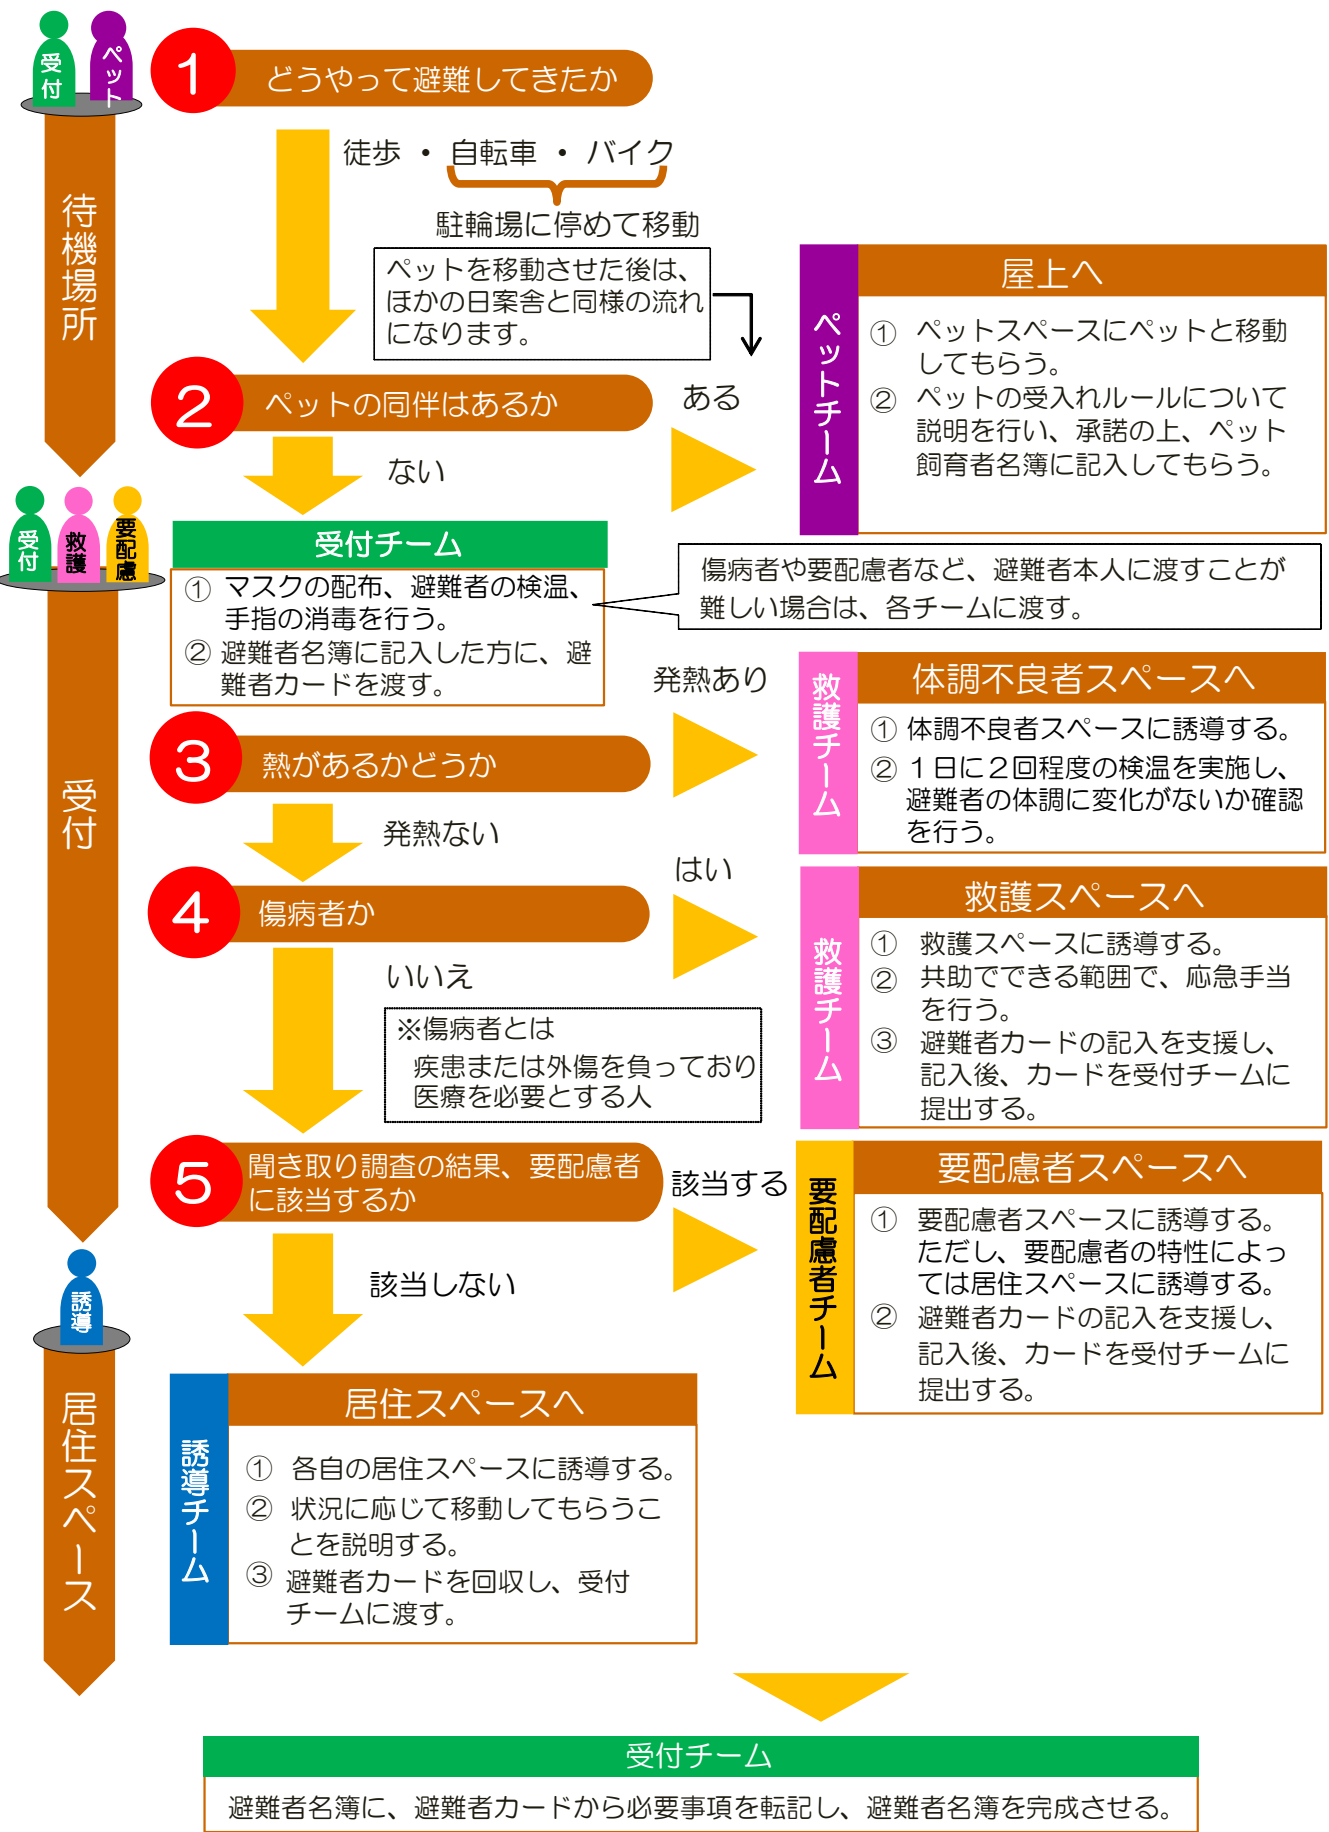 受付
ペット
待機場所
1
どうやって避難してきたか
徒歩 ・ 自転車 ・ バイク
駐輪場に停めて移動
ペットを移動させた後は、
ほかの日案舎と同様の流れ
になります。
2
ペットの同伴はあるか
ある
ない
ペットチーム
屋上へ
① ペットスペースにペットと移動
してもらう。
② ペットの受入れルールについて
説明を行い、承諾の上、ペット
飼育者名簿に記入してもらう。
受付
救護
要配慮
受付
受付チーム
① マスクの配布、避難者の検温、
手指の消毒を行う。
② 避難者名簿に記入した方に、避
難者カードを渡す。
傷病者や要配慮者など、避難者本人に渡すことが
難しい場合は、各チームに渡す。
3
熱があるかどうか
発熱あり
発熱ない
救護チーム
体調不良者スペースへ
① 体調不良者スペースに誘導する。
② 1日に2回程度の検温を実施し、
避難者の体調に変化がないか確認
を行う。
4
傷病者か
はい
いいえ
※傷病者とは
疾患または外傷を負っており
医療を必要とする人
救護チーム
救護スペースへ
① 救護スペースに誘導する。
② 共助でできる範囲で、応急手当
を行う。
③ 避難者カードの記入を支援し、
記入後、カードを受付チームに
提出する。
5
聞き取り調査の結果、要配慮者
に該当するか
該当する
該当しない
要配慮者チーム
要配慮者スペースへ
① 要配慮者スペースに誘導する。
ただし、要配慮者の特性によっ
ては居住スペースに誘導する。
② 避難者カードの記入を支援し、
記入後、カードを受付チームに
提出する。
誘導
居住スペース
誘導チーム
居住スペースへ
① 各自の居住スペースに誘導する。
② 状況に応じて移動してもらうこ
とを説明する。
③ 避難者カードを回収し、受付
チームに渡す。
受付チーム
避難者名簿に、避難者カードから必要事項を転記し、避難者名簿を完成させる。